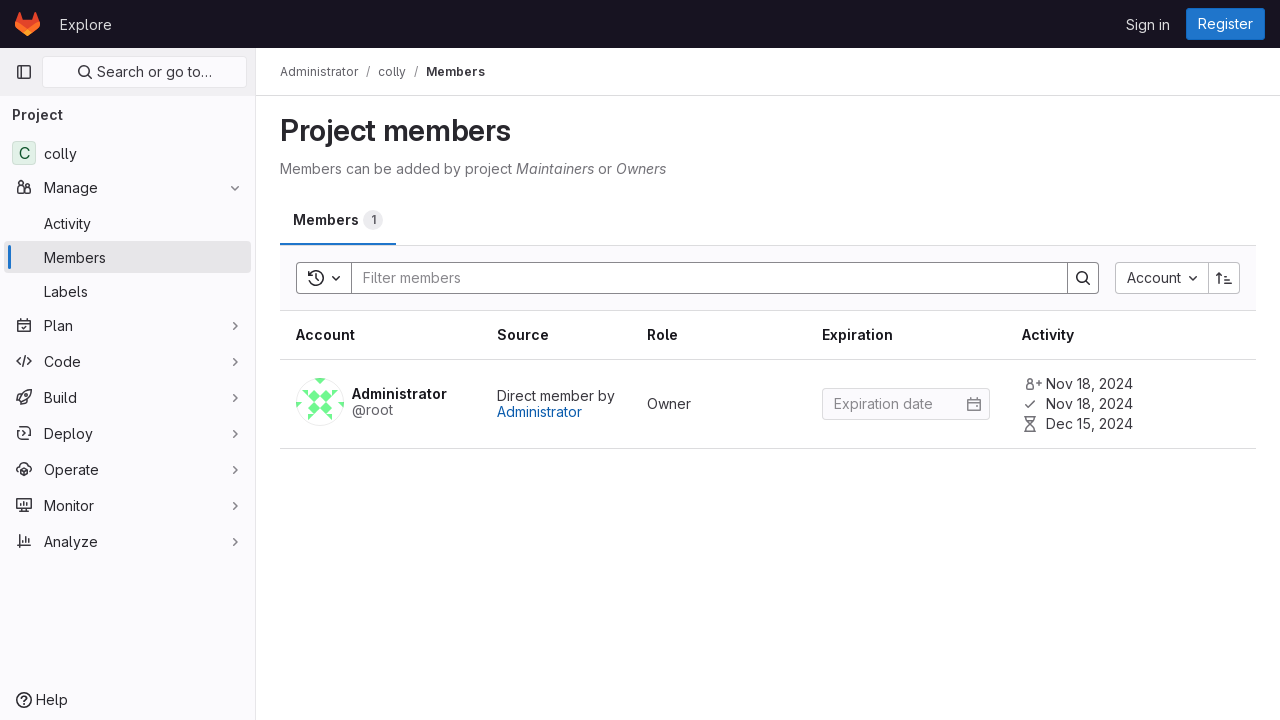 Explore
Sign in
Register
Search or go to…
Administrator / colly / Members
Project
C colly
Manage
Activity
Members
Labels
Plan
Code
Build
Deploy
Operate
Monitor
Analyze
Help
Project members
Members can be added by project Maintainers or Owners
Members 1
Filter members
Account
Account Source Role Expiration Activity
Administrator
@root
Direct member by
Administrator
Owner
Expiration date
Nov 18, 2024
Nov 18, 2024
Dec 15, 2024